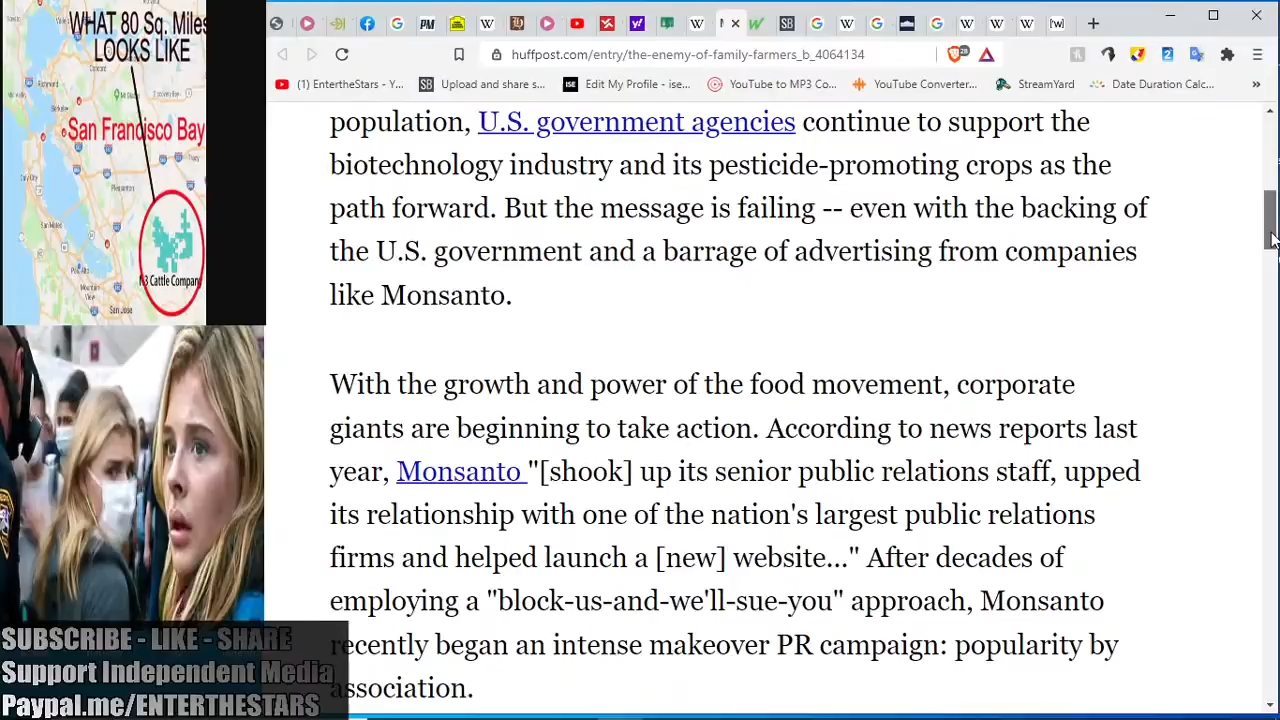 WHAT 80 Sq. Miles
LOOKS LIKE
San Francisco Bay
N3 Cattle Company
huffpost.com/entry/the-enemy-of-family-farmers_b_4064134
(1) EntertheStars - Y...
Upload and share s...
Edit My Profile - ise...
YouTube to MP3 Co...
YouTube Converter...
StreamYard
Date Duration Calc...
population, U.S. government agencies continue to support the
biotechnology industry and its pesticide-promoting crops as the
path forward. But the message is failing -- even with the backing of
the U.S. government and a barrage of advertising from companies
like Monsanto.
With the growth and power of the food movement, corporate
giants are beginning to take action. According to news reports last
year, Monsanto "[shook] up its senior public relations staff, upped
its relationship with one of the nation's largest public relations
firms and helped launch a [new] website..." After decades of
employing a "block-us-and-we'll-sue-you" approach, Monsanto
recently began an intense makeover PR campaign: popularity by
association.
SUBSCRIBE - LIKE - SHARE
Support Independent Media
Paypal.me/ENTERTHESTARS